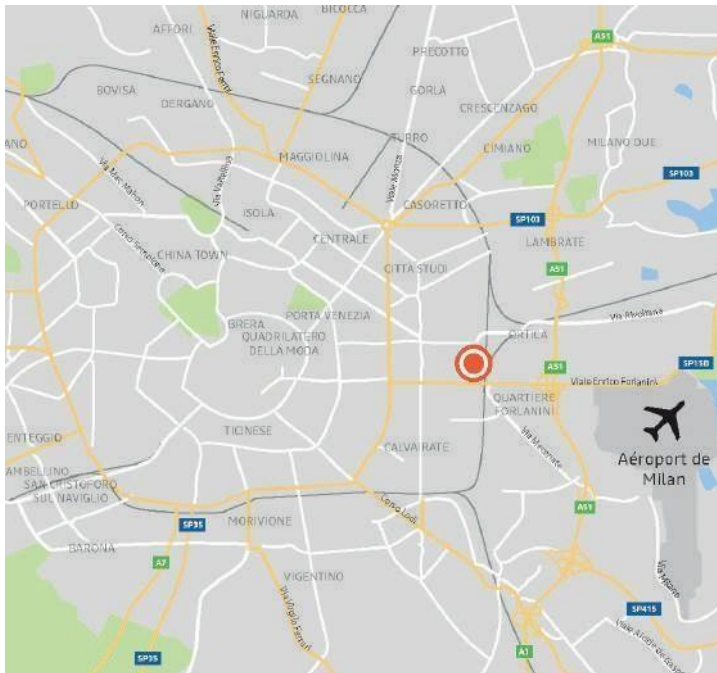 NIGUARDA
BICOCCA
AFFORI
Viale Enrico Fermi
A51
PRECOTTO
SEGNANO
BOVISA
GORLA
DERGANO
CRESCENZAGO
TURRO
CIMIANO
MILANO DUE
MAGGIOLINA
Via Mac Mahon
Via Valtellina
Viale Monza
SP103
PORTELLO
ISOLA
CASORETTO
SP103
CENTRALE
LAMBRATE
Corso Sempione
CHINA TOWN
CITTÀ STUDI
A51
PORTA VENEZIA
Via Rivoltana
BRERA
ORTICA
QUADRILATERO
DELLA MODA
SP15B
A51
Viale Enrico Forlanini
QUARTIERE
FORLANINI
TICINESE
Via Mecenate
ENTEGGIO
CALVAIRATE
Aéroport de
Milan
AMBELLINO
SAN CRISTOFORO
SUL NAVIGLIO
Corso Lodi
A51
SP35
MORIVIONE
BARONA
A7
VIGENTINO
Via Milano
Via Virgilio Ferrari
SP415
SP35
A1